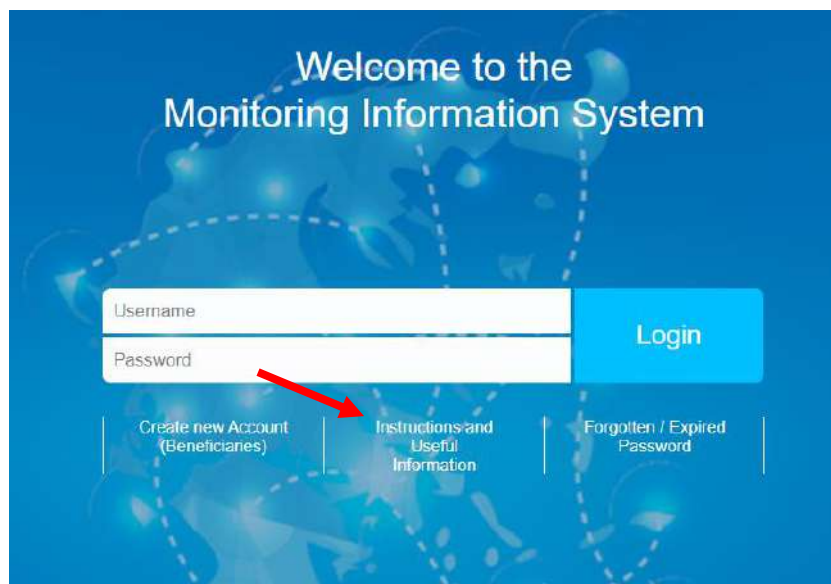 Welcome to the
Monitoring Information System
Username
Login
Password
Create new Account
(Beneficiaries)
Instructions and
Useful
Information
Forgotten / Expired
Password